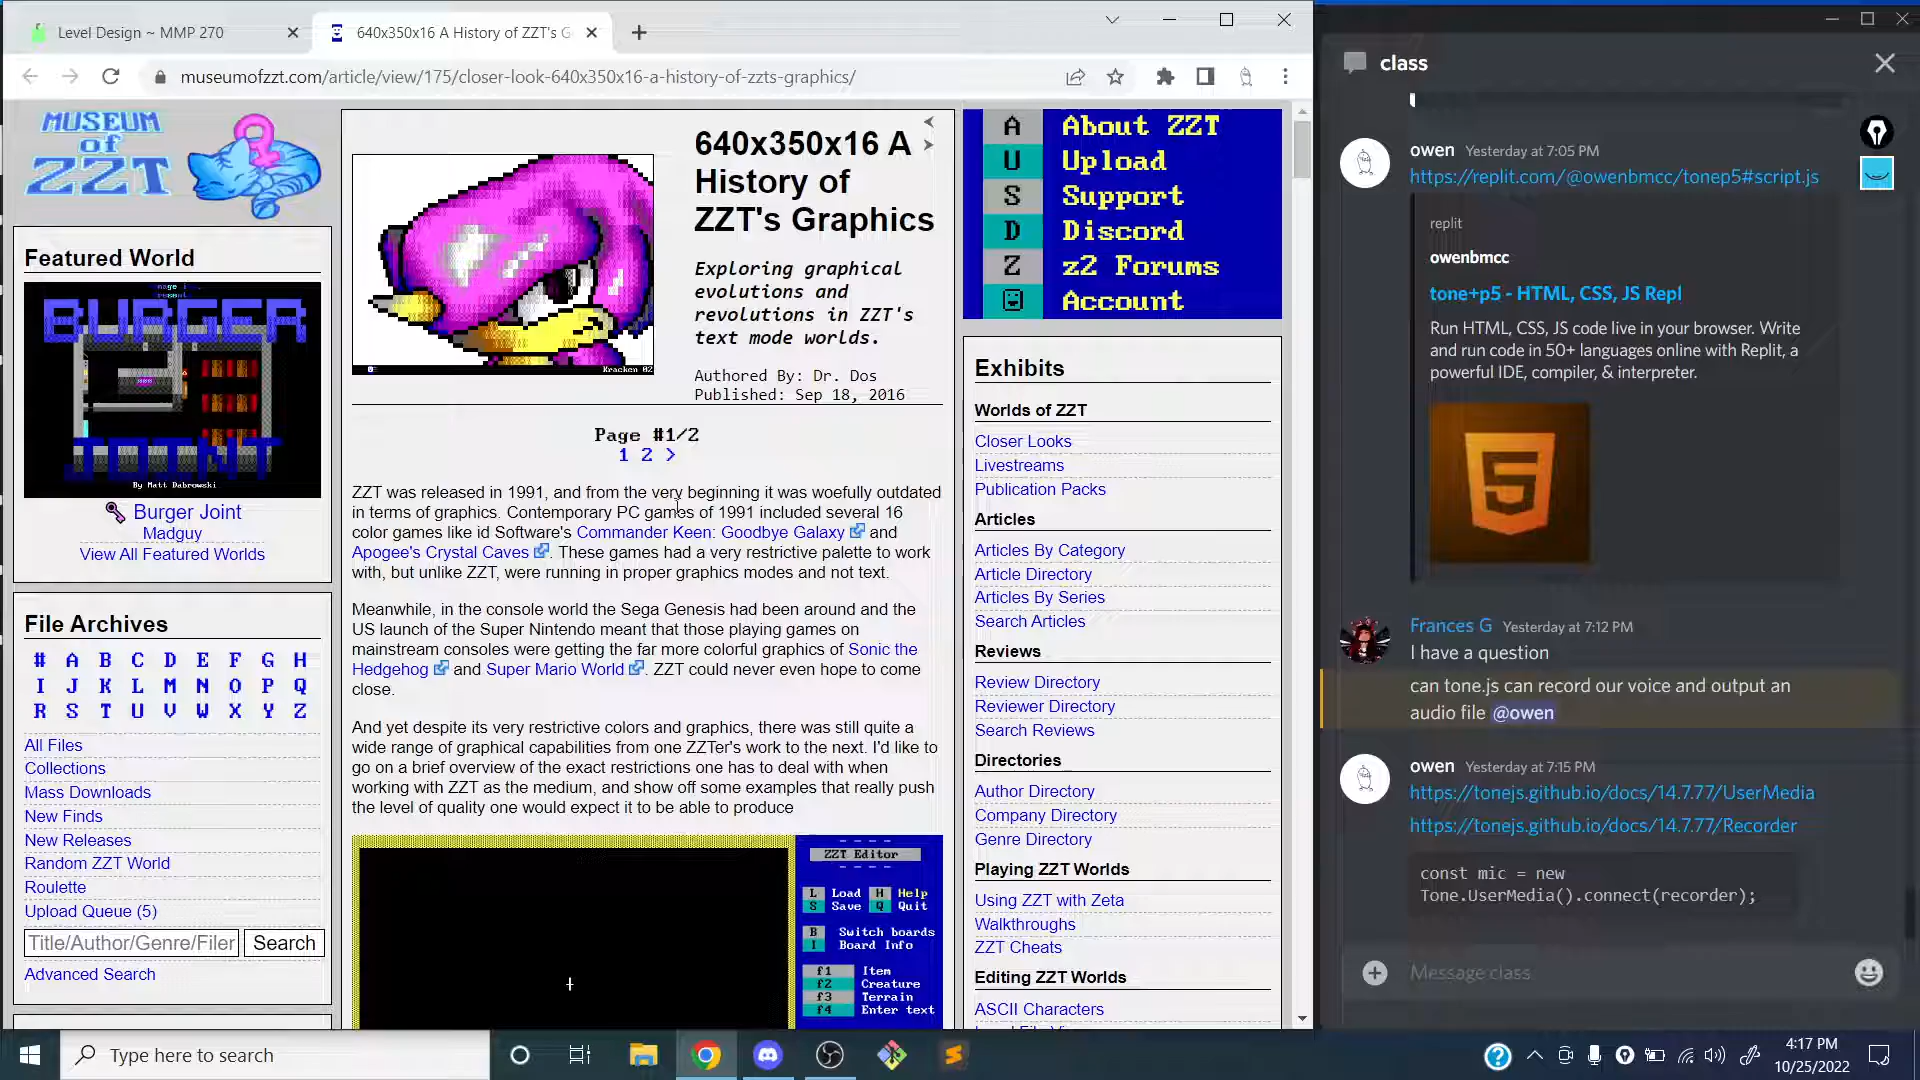 Level Design ~ MMP 270
640x350x16 A History of ZZT's G
museumofzzt.com/article/view/175/closer-look-640x350x16-a-history-of-zzts-graphics/
MUSEUM
of
ZZT
Featured World
BURGER
JOINT
By Matt Dabrowski
Burger Joint
Madguy
View All Featured Worlds
File Archives
# A B C D E F G H
I J K L M N O P Q
R S T U V W X Y Z
All Files
Collections
Mass Downloads
New Finds
New Releases
Random ZZT World
Roulette
Upload Queue (5)
Title/Author/Genre/Filer
Search
Advanced Search
Kracken 02
640x350x16 A
History of
ZZT's Graphics
Exploring graphical
evolutions and
revolutions in ZZT's
text mode worlds.
Authored By: Dr. Dos
Published: Sep 18, 2016
Page #1/2
1 2 >
ZZT was released in 1991, and from the very beginning it was woefully outdated
in terms of graphics. Contemporary PC games of 1991 included several 16
color games like id Software's Commander Keen: Goodbye Galaxy and
Apogee's Crystal Caves. These games had a very restrictive palette to work
with, but unlike ZZT, were running in proper graphics modes and not text.
Meanwhile, in the console world the Sega Genesis had been around and the
US launch of the Super Nintendo meant that those playing games on
mainstream consoles were getting the far more colorful graphics of Sonic the
Hedgehog and Super Mario World. ZZT could never even hope to come
close.
And yet despite its very restrictive colors and graphics, there was still quite a
wide range of graphical capabilities from one ZZTer's work to the next. I'd like to
go on a brief overview of the exact restrictions one has to deal with when
working with ZZT as the medium, and show off some examples that really push
the level of quality one would expect it to be able to produce
ZZT Editor
L Load H Help
S Save Q Quit
B Switch boards
I Board Info
f1 Item
f2 Creature
f3 Terrain
f4 Enter text
A About ZZT
U Upload
S Support
D Discord
Z z2 Forums
Account
Exhibits
Worlds of ZZT
Closer Looks
Livestreams
Publication Packs
Articles
Articles By Category
Article Directory
Articles By Series
Search Articles
Reviews
Review Directory
Reviewer Directory
Search Reviews
Directories
Author Directory
Company Directory
Genre Directory
Playing ZZT Worlds
Using ZZT with Zeta
Walkthroughs
ZZT Cheats
Editing ZZT Worlds
ASCII Characters
class
owen Yesterday at 7:05 PM
https://replit.com/@owenbmcc/tonep5#script.js
replit
owenbmcc
tone+p5 - HTML, CSS, JS Repl
Run HTML, CSS, JS code live in your browser. Write
and run code in 50+ languages online with Replit, a
powerful IDE, compiler, & interpreter.
5
Frances G Yesterday at 7:12 PM
I have a question
can tone.js can record our voice and output an
audio file @owen
owen Yesterday at 7:15 PM
https://tonejs.github.io/docs/14.7.77/UserMedia
https://tonejs.github.io/docs/14.7.77/Recorder
const mic = new
Tone.UserMedia().connect(recorder);
Message class
Type here to search
4:17 PM
10/25/2022